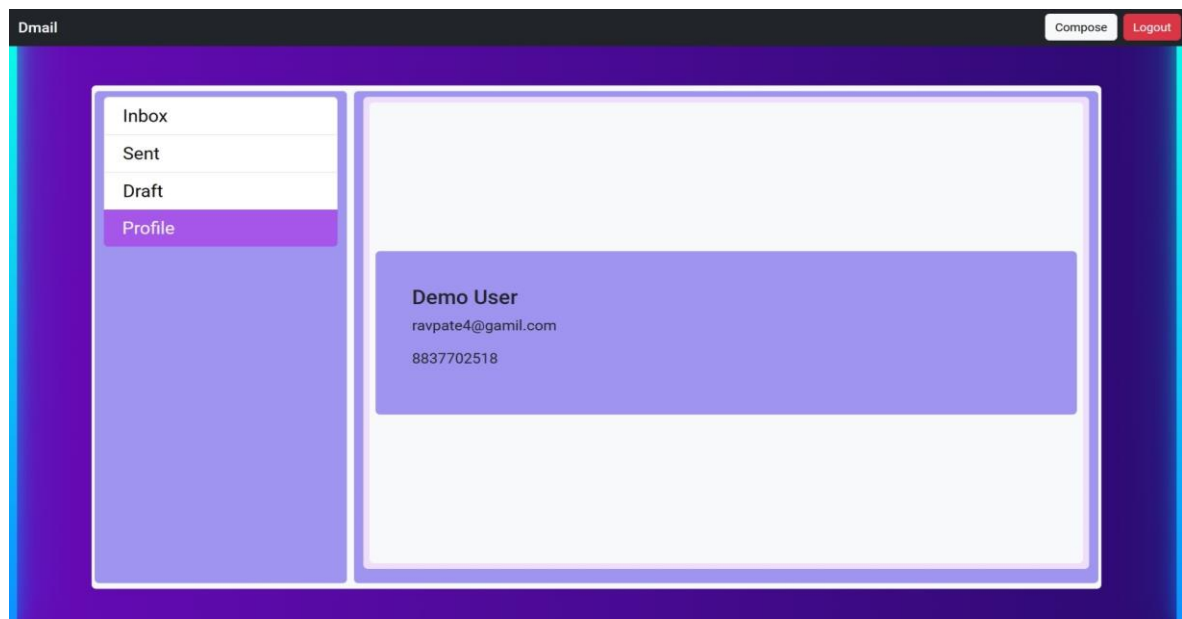 Dmail
Compose
Logout
Inbox
Sent
Draft
Profile
Demo User
ravpate4@gamil.com
8837702518